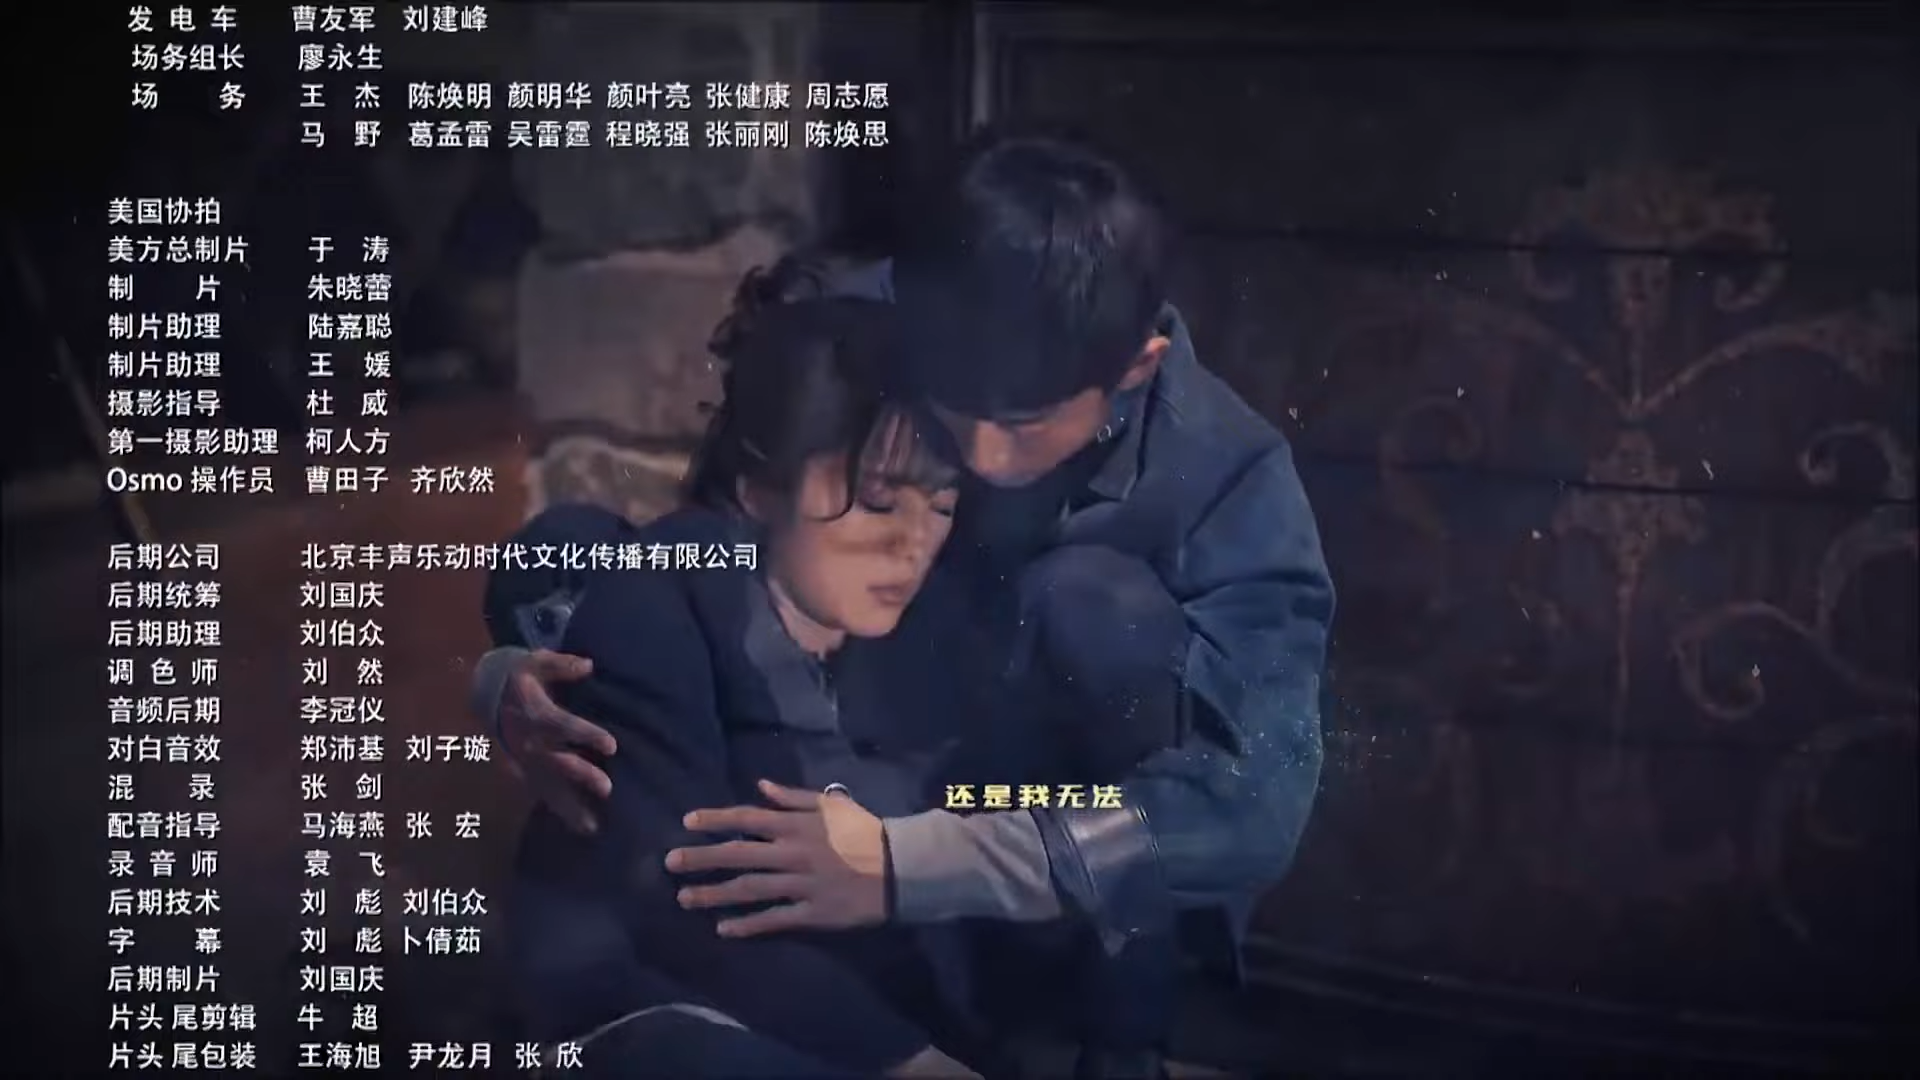 发 电 车 曹友军 刘建峰
场务组长 廖永生
场 务 王 杰 陈焕明 颜明华 颜叶亮 张健康 周志愿
马 野 葛孟雷 吴雷霆 程晓强 张丽刚 陈焕思
美国协拍
美方总制片 于 涛
制 片 朱晓蕾
制片助理 陆嘉聪
制片助理 王 媛
摄影指导 杜 威
第一摄影助理 柯人方
Osmo 操作员 曹田子 齐欣然
后期公司 北京丰声乐动时代文化传播有限公司
后期统筹 刘国庆
后期助理 刘伯众
调 色 师 刘 然
音频后期 李冠仪
对白音效 郑沛基 刘子璇
混 录 张 剑
还是我无法
配音指导 马海燕 张 宏
录 音 师 袁 飞
后期技术 刘 彪 刘伯众
字 幕 刘 彪 卜倩茹
后期制片 刘国庆
片头 尾剪辑 牛 超
片头 尾包装 王海旭 尹龙月 张 欣